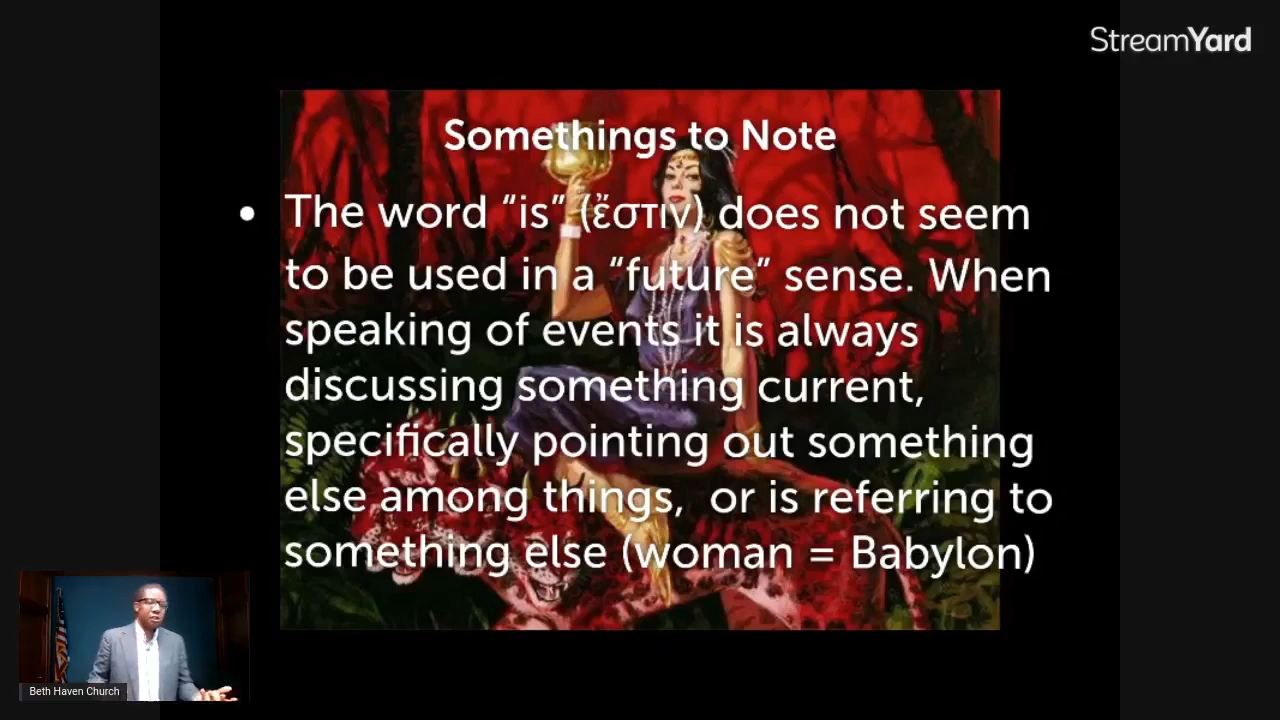 StreamYard
Somethings to Note
• The word “is” (ἔστιν) does not seem
to be used in a “future” sense. When
speaking of events it is always
discussing something current,
specifically pointing out something
else among things,  or is referring to
something else (woman = Babylon)
Beth Haven Church